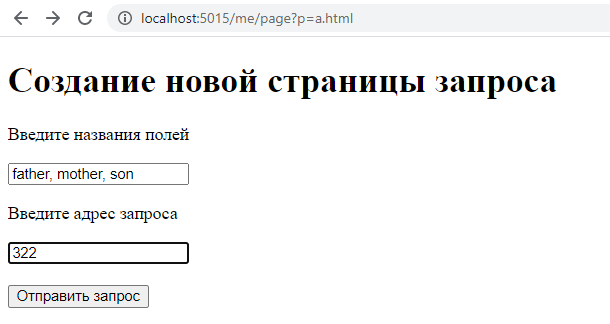 localhost:5015/me/page?p=a.html
Создание новой страницы запроса
Введите названия полей
father, mother, son
Введите адрес запроса
322
Отправить запрос